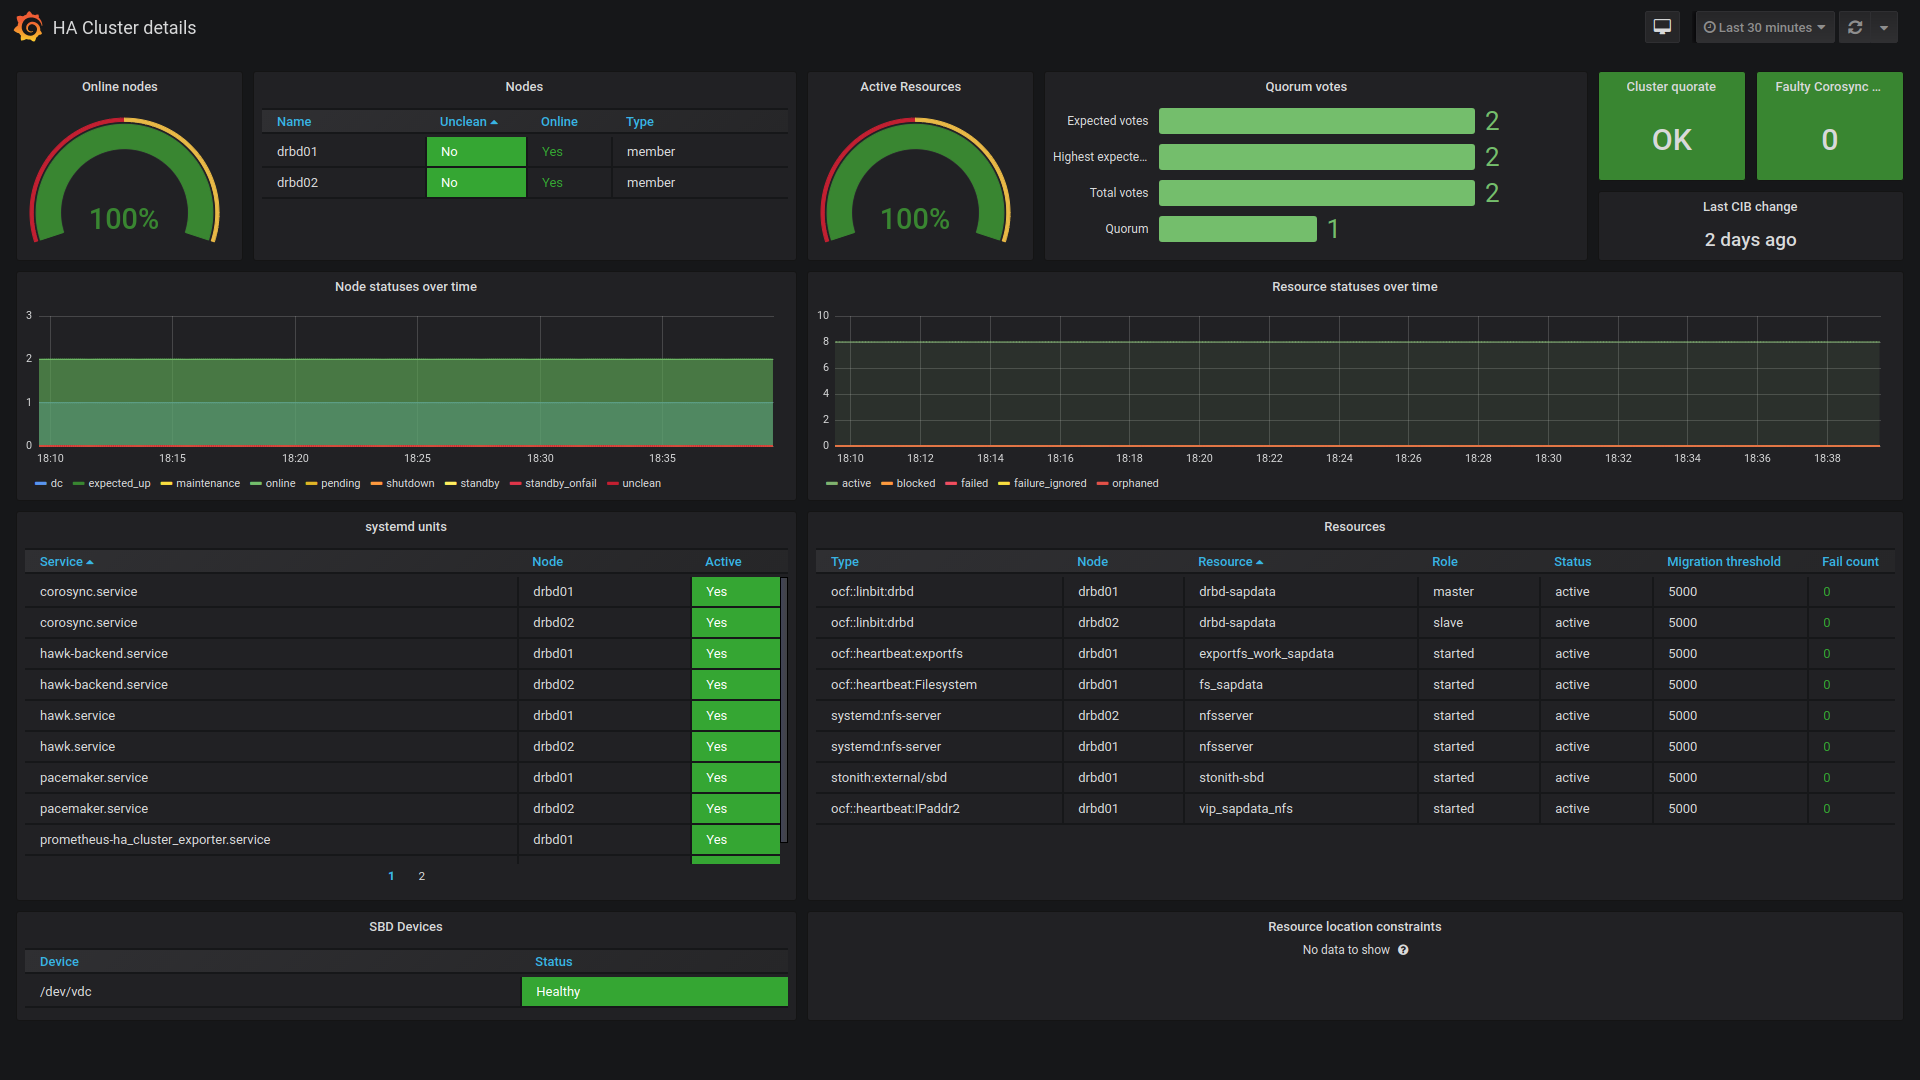 HA Cluster details
Last 30 minutes
Online nodes
100%
Nodes
Name Unclean Online Type
drbd01 No Yes member
drbd02 No Yes member
Active Resources
100%
Quorum votes
Expected votes 2
Highest expecte... 2
Total votes 2
Quorum 1
Cluster quorate
OK
Faulty Corosync ...
0
Last CIB change
2 days ago
Node statuses over time
3
2
1
0
18:10 18:15 18:20 18:25 18:30 18:35
dc expected_up maintenance online pending shutdown standby standby_onfail unclean
Resource statuses over time
10
8
6
4
2
0
18:10 18:12 18:14 18:16 18:18 18:20 18:22 18:24 18:26 18:28 18:30 18:32 18:34 18:36 18:38
active blocked failed failure_ignored orphaned
systemd units
Service Node Active
corosync.service drbd01 Yes
corosync.service drbd02 Yes
hawk-backend.service drbd01 Yes
hawk-backend.service drbd02 Yes
hawk.service drbd01 Yes
hawk.service drbd02 Yes
pacemaker.service drbd01 Yes
pacemaker.service drbd02 Yes
prometheus-ha_cluster_exporter.service drbd01 Yes
1 2
Resources
Type Node Resource Role Status Migration threshold Fail count
ocf::linbit:drbd drbd01 drbd-sapdata master active 5000 0
ocf::linbit:drbd drbd02 drbd-sapdata slave active 5000 0
ocf::heartbeat:exportfs drbd01 exportfs_work_sapdata started active 5000 0
ocf::heartbeat:Filesystem drbd01 fs_sapdata started active 5000 0
systemd:nfs-server drbd02 nfsserver started active 5000 0
systemd:nfs-server drbd01 nfsserver started active 5000 0
stonith:external/sbd drbd01 stonith-sbd started active 5000 0
ocf::heartbeat:IPaddr2 drbd01 vip_sapdata_nfs started active 5000 0
SBD Devices
Device Status
/dev/vdc Healthy
Resource location constraints
No data to show